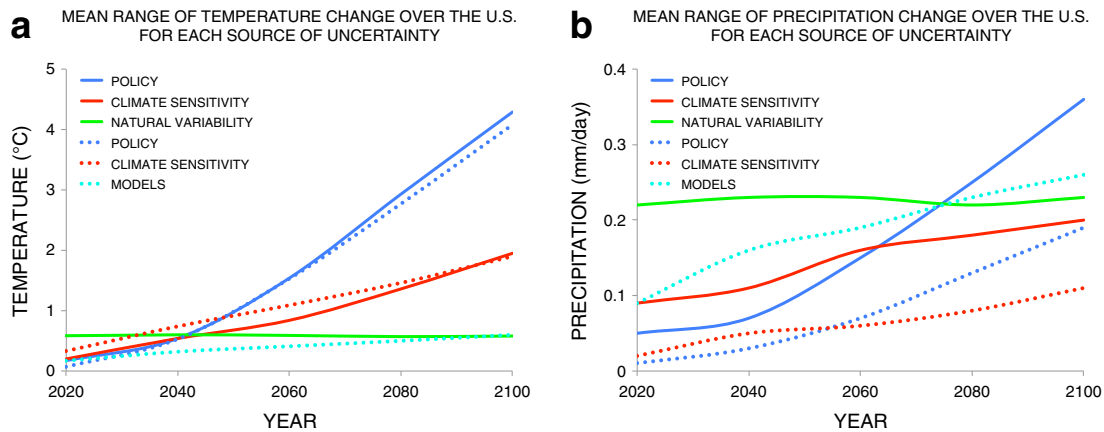 a
MEAN RANGE OF TEMPERATURE CHANGE OVER THE U.S.
FOR EACH SOURCE OF UNCERTAINTY
5
4
3
2
1
0
TEMPERATURE (°C)
POLICY
CLIMATE SENSITIVITY
NATURAL VARIABILITY
POLICY
CLIMATE SENSITIVITY
MODELS
2020 2040 2060 2080 2100
YEAR
b
MEAN RANGE OF PRECIPITATION CHANGE OVER THE U.S.
FOR EACH SOURCE OF UNCERTAINTY
0.4
0.3
0.2
0.1
0
PRECIPITATION (mm/day)
POLICY
CLIMATE SENSITIVITY
NATURAL VARIABILITY
POLICY
CLIMATE SENSITIVITY
MODELS
2020 2040 2060 2080 2100
YEAR